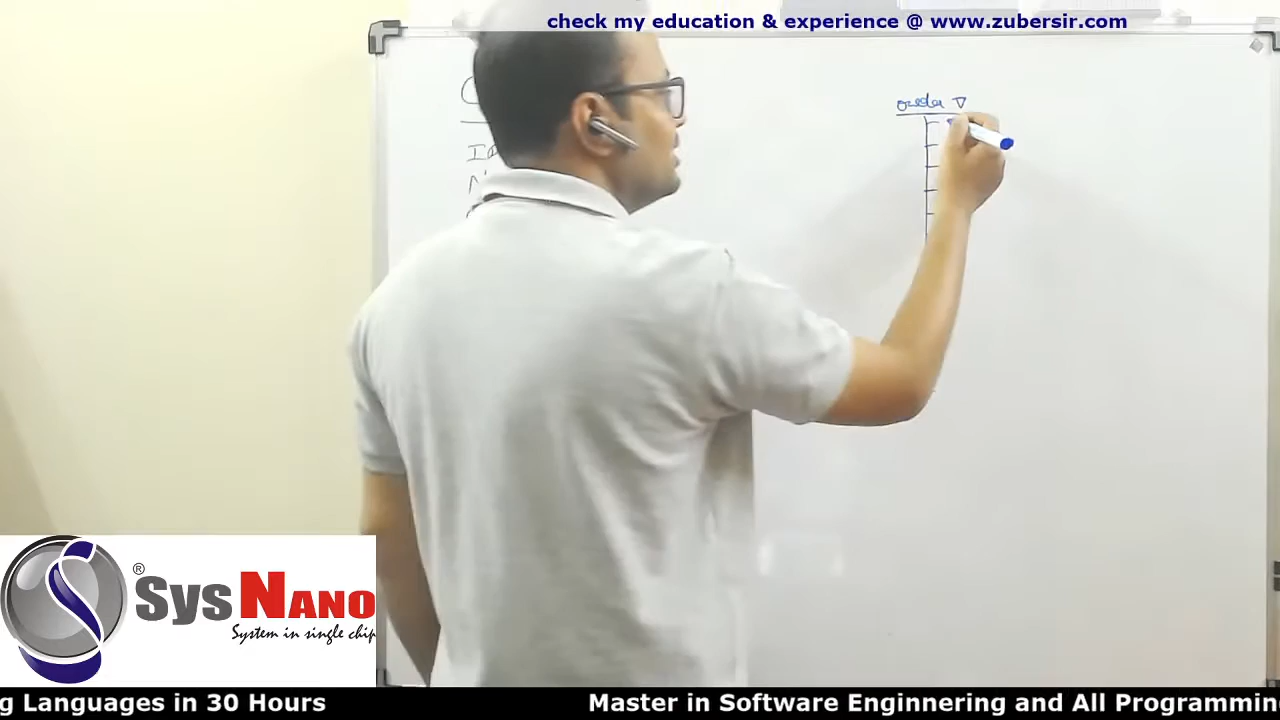 check my education & experience @ www.zubersir.com
order
SysNano
®
System in single chip
g Languages in 30 Hours
Master in Software Enginnering and All Programmin